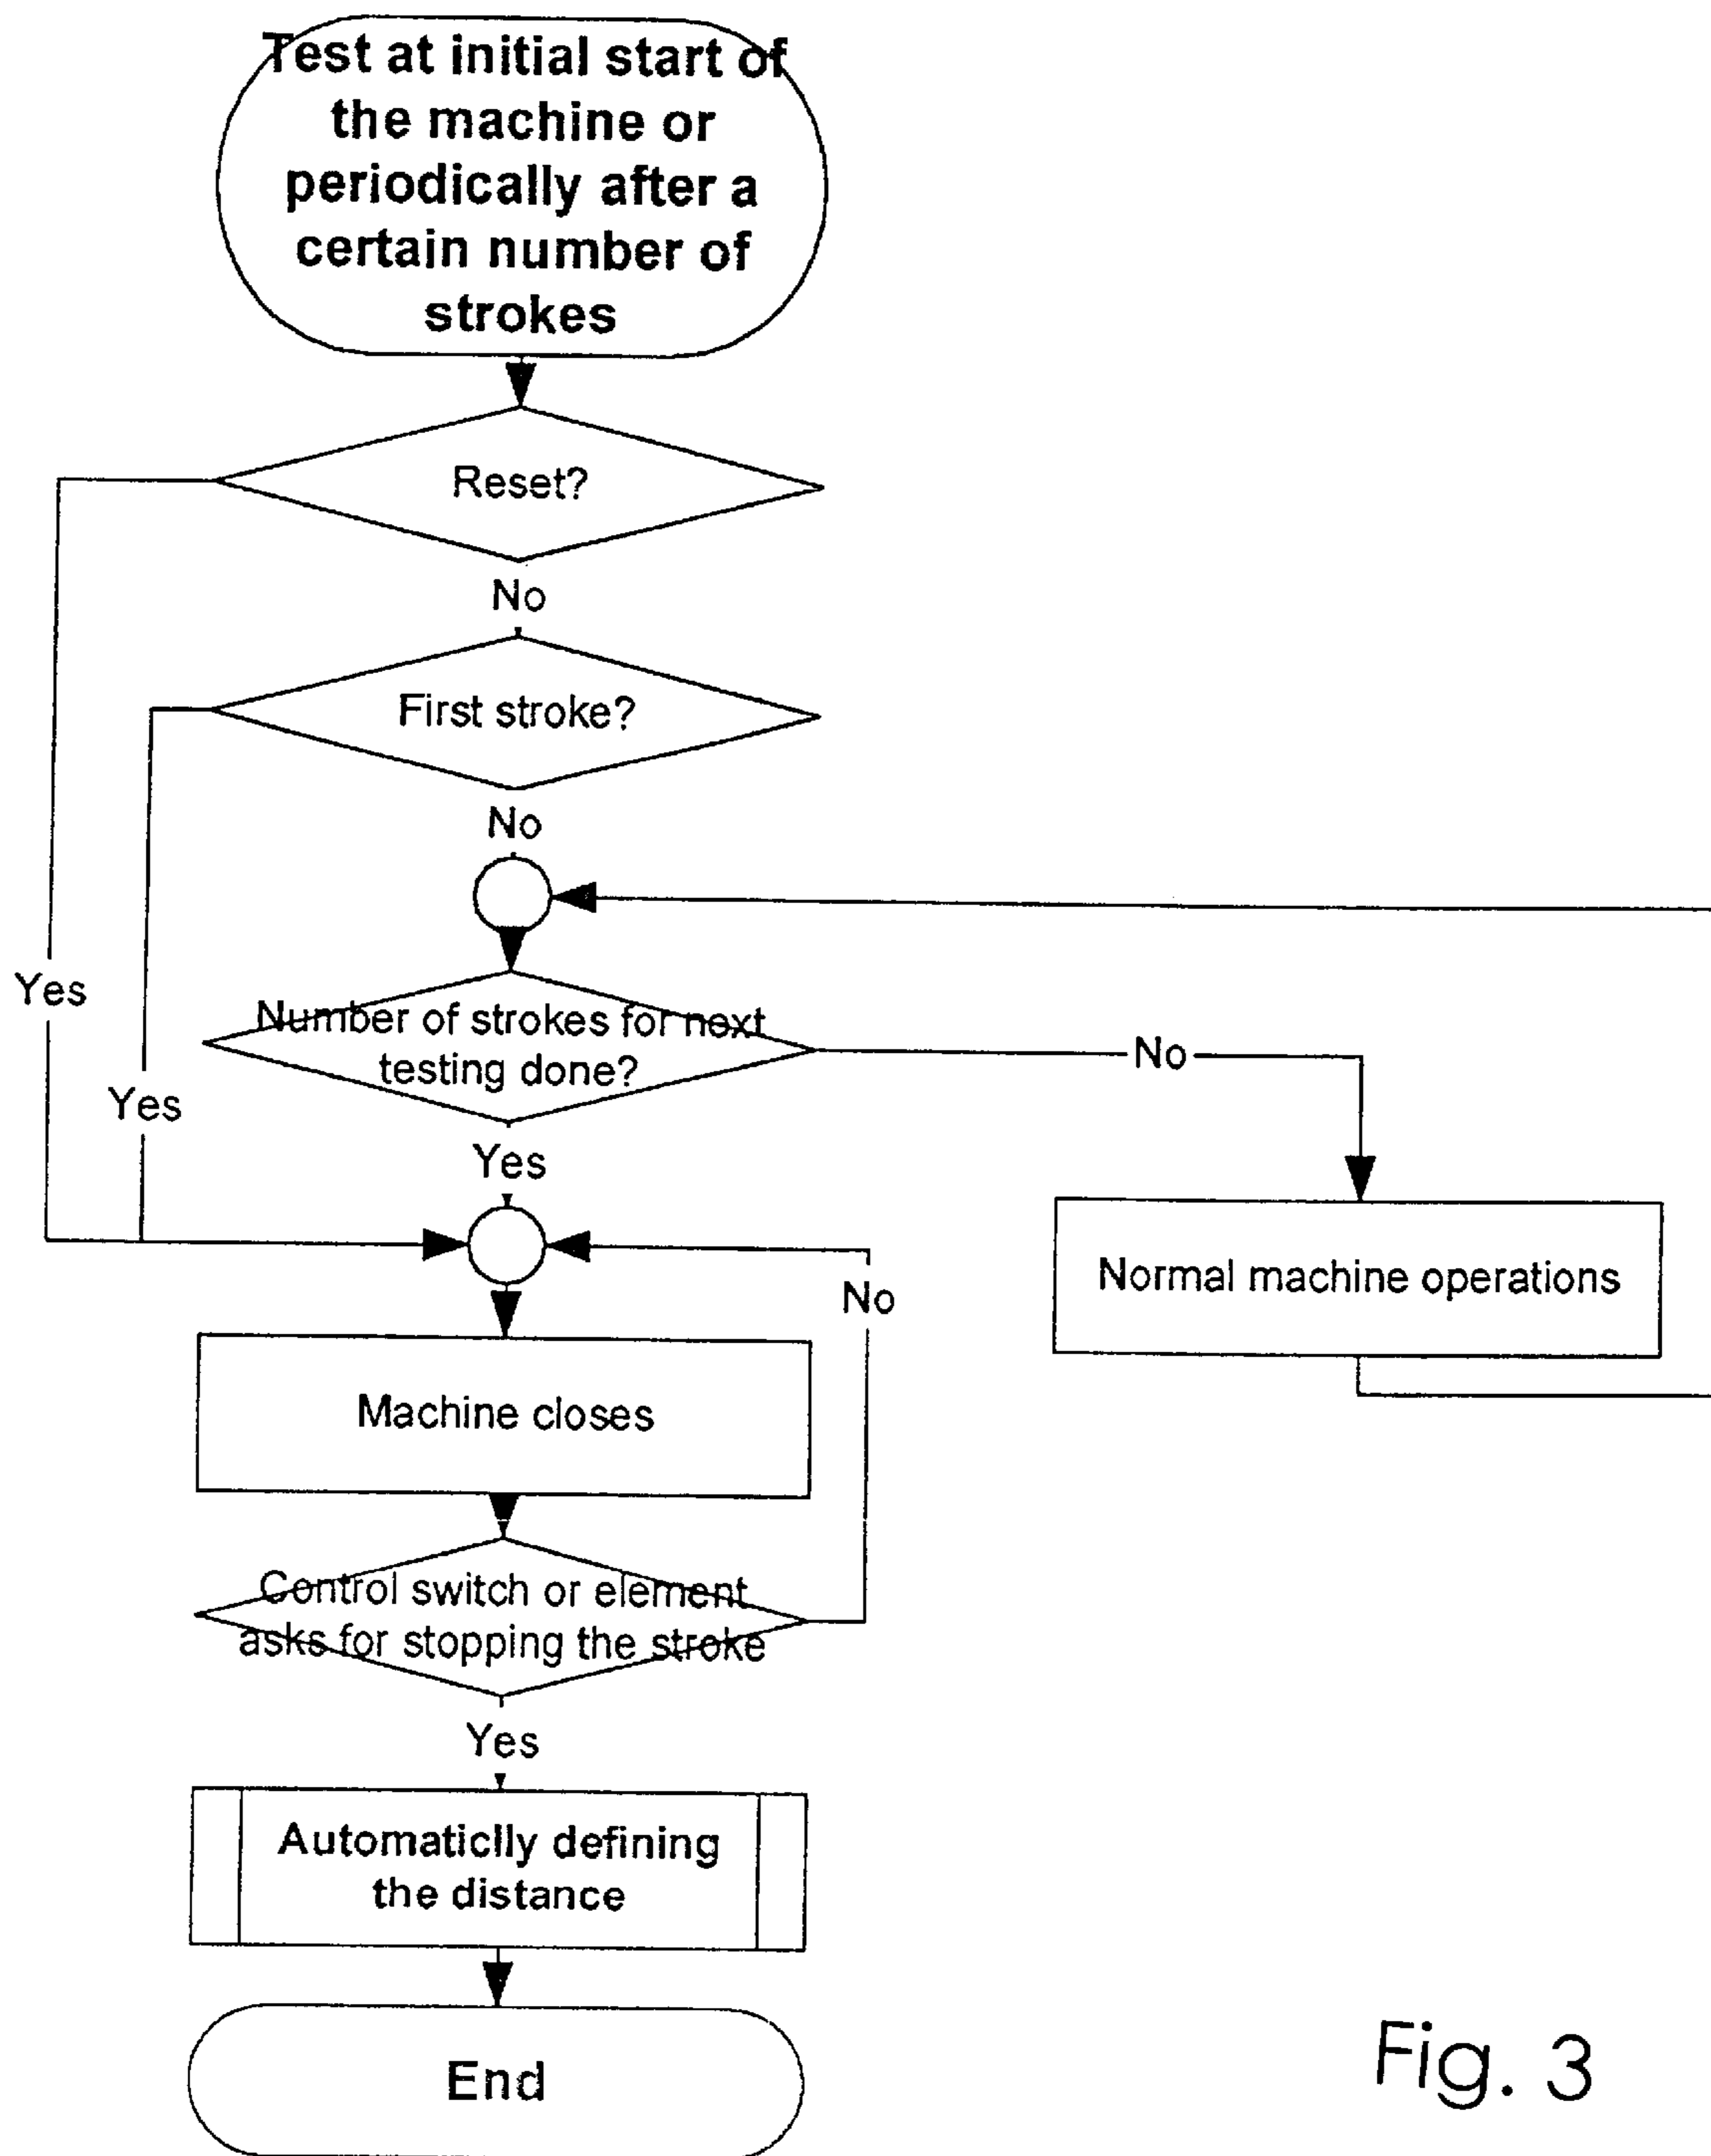 Test at initial start of
the machine or
periodically after a
certain number of
strokes
Reset?
No
First stroke?
No
Yes
Number of strokes for next
testing done?
No
Yes
Yes
Normal machine operations
No
Machine closes
Control switch or element
asks for stopping the stroke
Yes
Automaticlly defining
the distance
End
Fig. 3